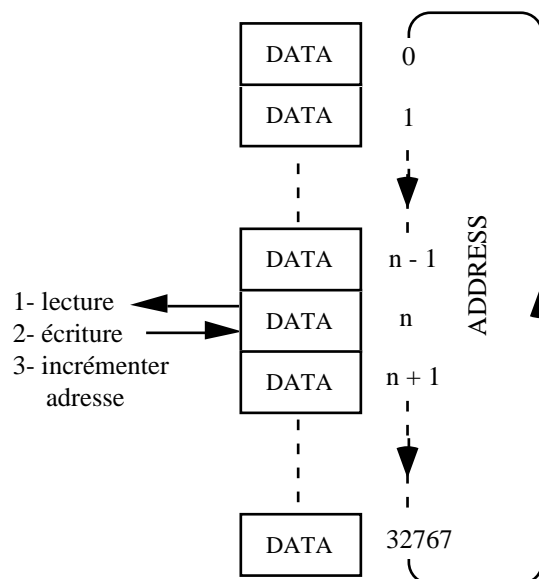 DATA 0
DATA 1
DATA n - 1
1- lecture
2- écriture
3- incrémenter
adresse
DATA n
DATA n + 1
DATA 32767
ADDRESS